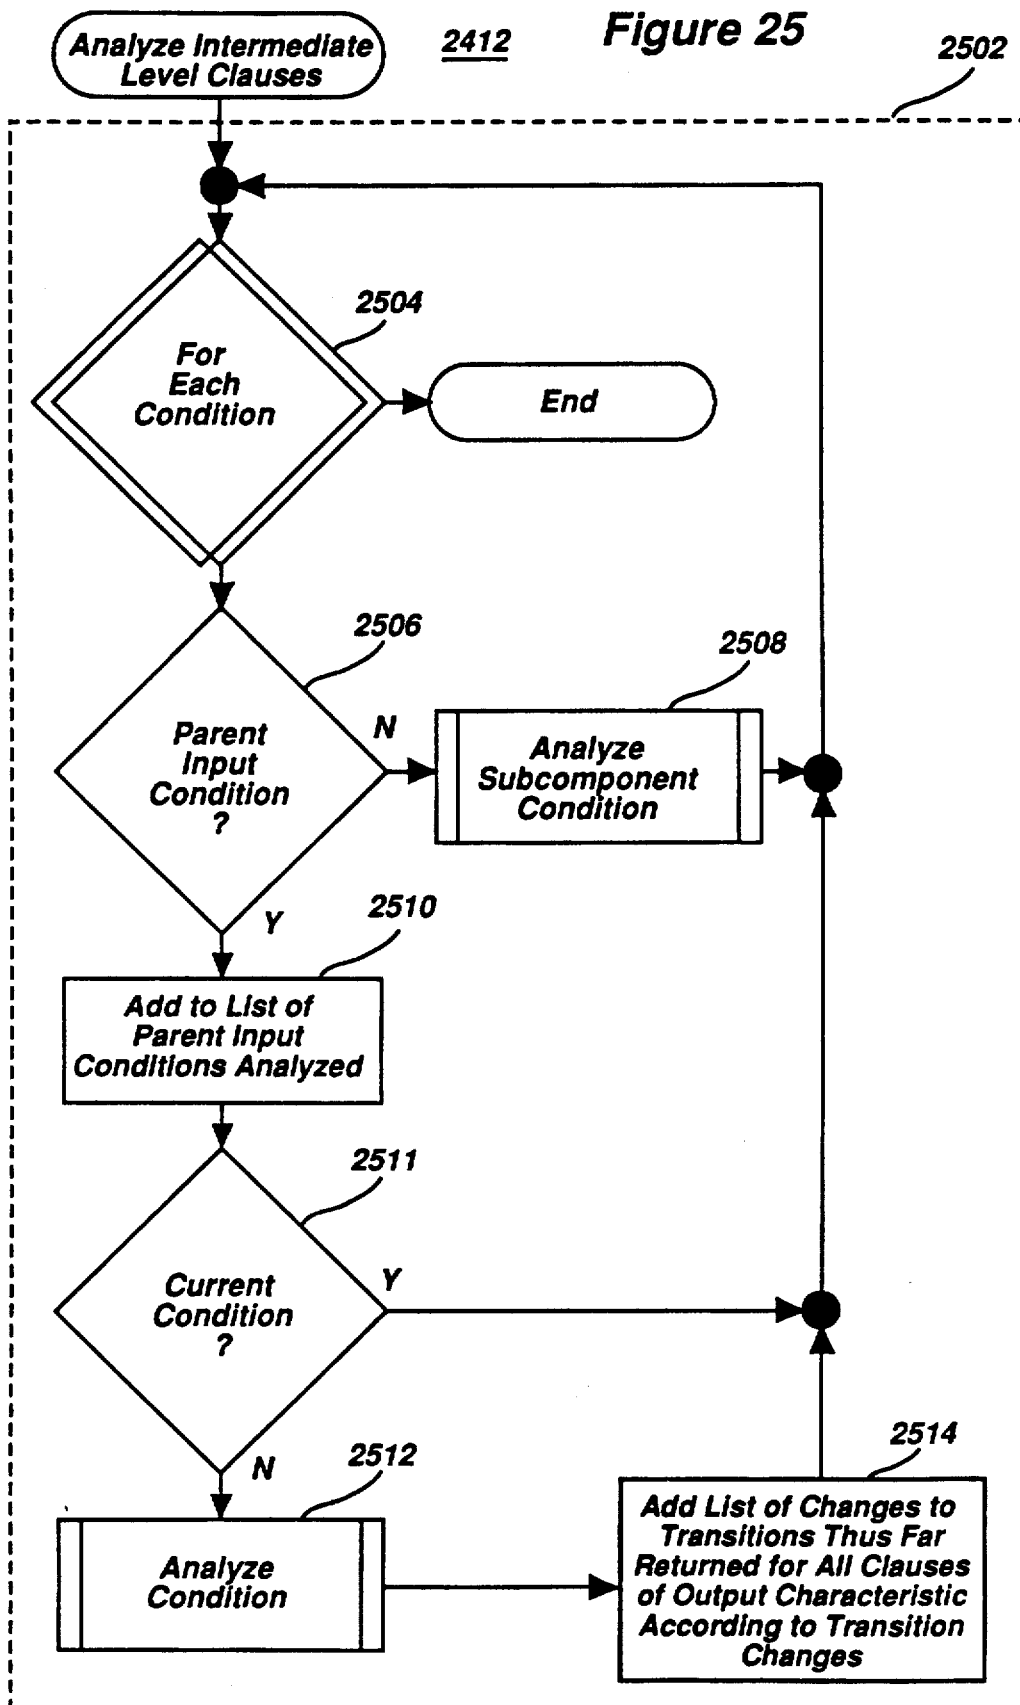 Analyze Intermediate
Level Clauses
2412
Figure 25
2502
2504
For
Each
Condition
End
2506
Parent
Input
Condition
?
N
2508
Analyze
Subcomponent
Condition
Y
2510
Add to List of
Parent Input
Conditions Analyzed
2511
Current
Condition
?
Y
N
2512
Analyze
Condition
2514
Add List of Changes to
Transitions Thus Far
Returned for All Clauses
of Output Characteristic
According to Transition
Changes